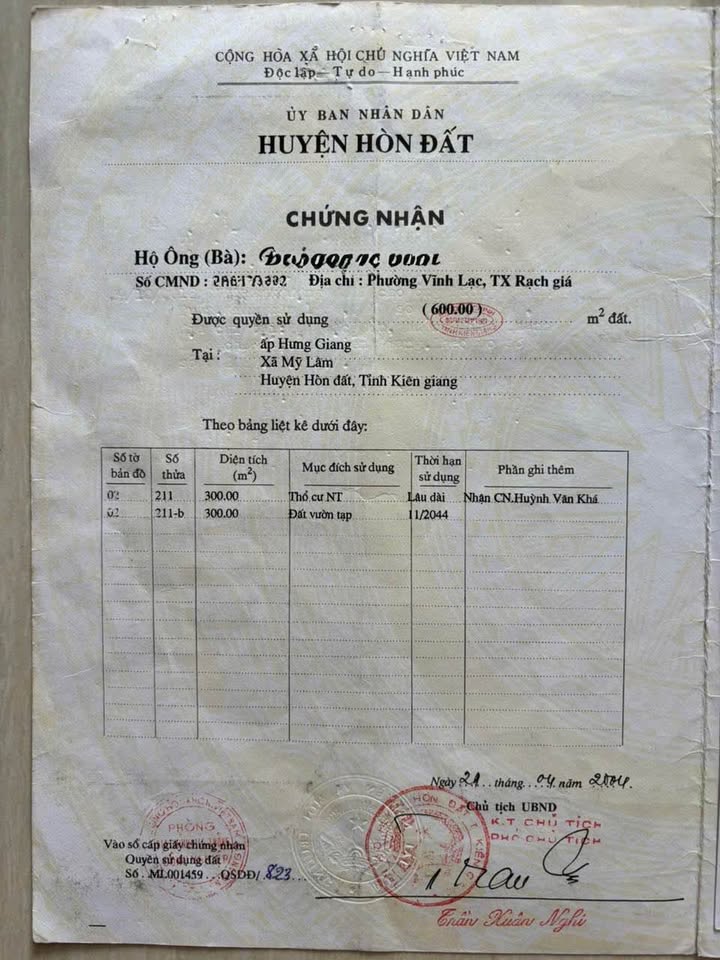 CỘNG HÒA XÃ HỘI CHỦ NGHĨA VIỆT NAM
Độc lập — Tự do — Hạnh phúc
ỦY BAN NHÂN DÂN
HUYỆN HÒN ĐẤT
CHỨNG NHẬN
Hộ Ông (Bà):
Số CMND : Địa chỉ : Phường Vĩnh Lạc, TX Rạch giá
Được quyền sử dụng ( 600.00 ) m² đất.
Tại : ấp Hưng Giang
Xã Mỹ Lâm
Huyện Hòn đất, Tỉnh Kiên giang
Theo bảng liệt kê dưới đây:
Số tờ bản đồ Số thửa Diện tích (m²) Mục đích sử dụng Thời hạn sử dụng Phần ghi thêm
02 211 300.00 Thổ cư NT Lâu dài Nhận CN.Huỳnh Văn Khá
02 211-b 300.00 Đất vườn tạp 11/2044
Ngày 21 tháng 04 năm 2004.
Chủ tịch UBND
K.T CHỦ TỊCH
PHÓ CHỦ TỊCH
PHÒNG
Vào sổ cấp giấy chứng nhận
Quyền sử dụng đất
Số . ML001459 . QSDĐ/ 823
Trần Xuân Nghi